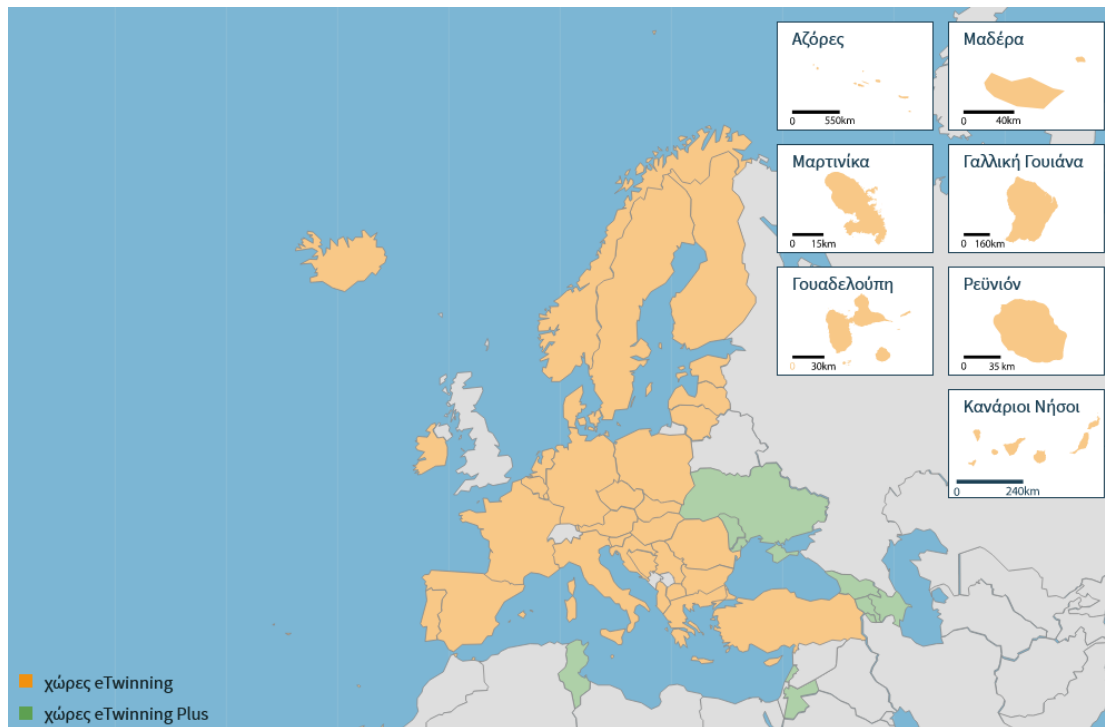 Αζόρες
0 550km
Μαδέρα
0 40km
Μαρτινίκα
0 15km
Γαλλική Γουιάνα
0 160km
Γουαδελούπη
0 30km
Ρεϋνιόν
0 35 km
Κανάριοι Νήσοι
0 240km
χώρες eTwinning
χώρες eTwinning Plus